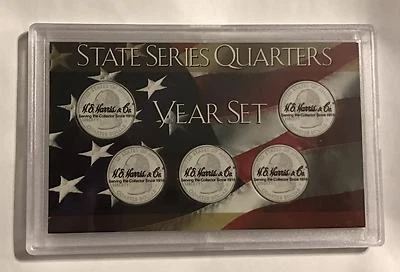 STATE SERIES QUARTERS
H.E. Harris & Co.
Serving the Collector Since 1916
YEAR SET
H.E. Harris & Co.
Serving the Collector Since 1916
H.E. Harris & Co.
Serving the Collector Since 1916
H.E. Harris & Co.
Serving the Collector Since 1916
H.E. Harris & Co.
Serving the Collector Since 1916